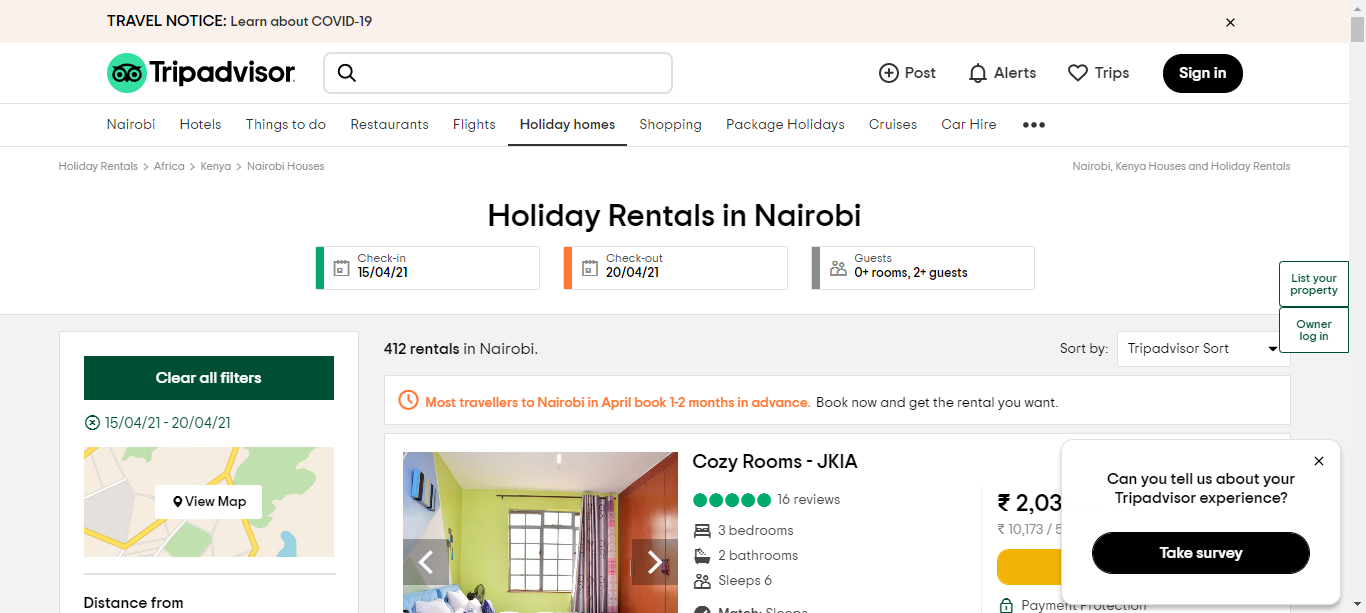 TRAVEL NOTICE: Learn about COVID-19
Tripadvisor
Post
Alerts
Trips
Sign in
Nairobi
Hotels
Things to do
Restaurants
Flights
Holiday homes
Shopping
Package Holidays
Cruises
Car Hire
Holiday Rentals > Africa > Kenya > Nairobi Houses
Nairobi, Kenya Houses and Holiday Rentals
Holiday Rentals in Nairobi
Check-in
15/04/21
Check-out
20/04/21
Guests
0+ rooms, 2+ guests
List your
property
Owner
log in
Clear all filters
15/04/21 - 20/04/21
View Map
Distance from
412 rentals in Nairobi.
Sort by:
Tripadvisor Sort
Most travellers to Nairobi in April book 1-2 months in advance. Book now and get the rental you want.
Cozy Rooms - JKIA
16 reviews
3 bedrooms
2 bathrooms
Sleeps 6
Match: Sleeps
₹ 2,03
₹ 10,173 / 5
Payment Protection
Can you tell us about your
Tripadvisor experience?
Take survey